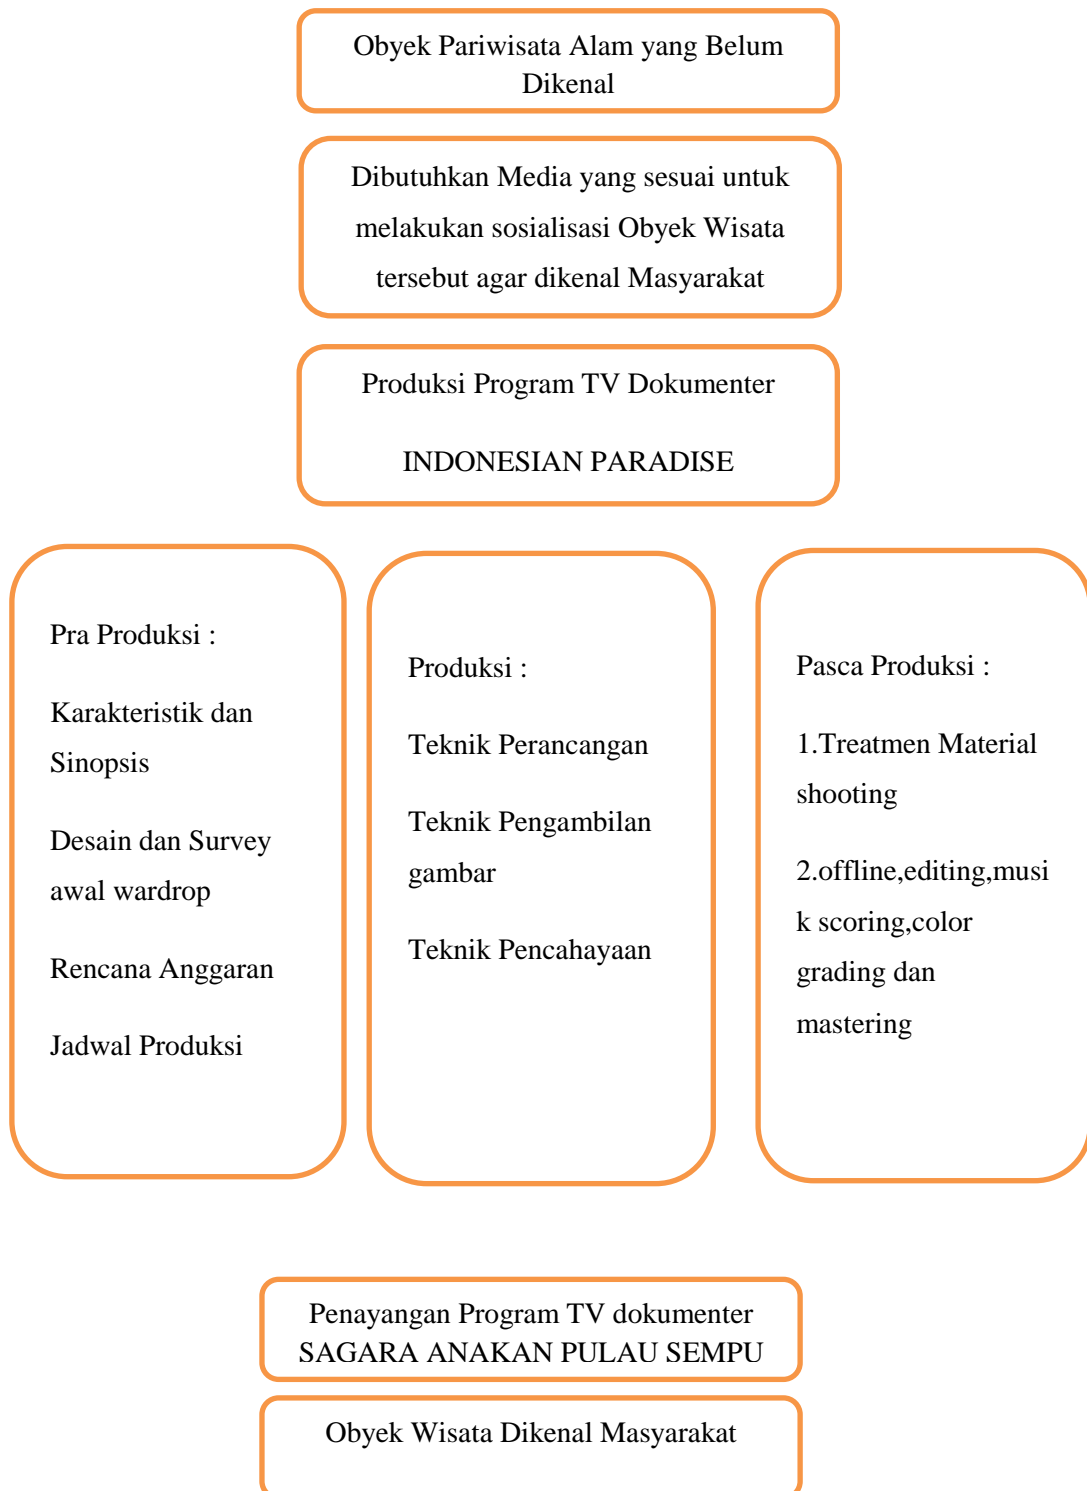 Obyek Pariwisata Alam yang Belum
Dikenal
Dibutuhkan Media yang sesuai untuk
melakukan sosialisasi Obyek Wisata
tersebut agar dikenal Masyarakat
Produksi Program TV Dokumenter
INDONESIAN PARADISE
Pra Produksi :
Karakteristik dan
Sinopsis
Desain dan Survey
awal wardrop
Rencana Anggaran
Jadwal Produksi
Produksi :
Teknik Perancangan
Teknik Pengambilan
gambar
Teknik Pencahayaan
Pasca Produksi :
1.Treatmen Material
shooting
2.offline,editing,musi
k scoring,color
grading dan
mastering
Penayangan Program TV dokumenter
SAGARA ANAKAN PULAU SEMPU
Obyek Wisata Dikenal Masyarakat